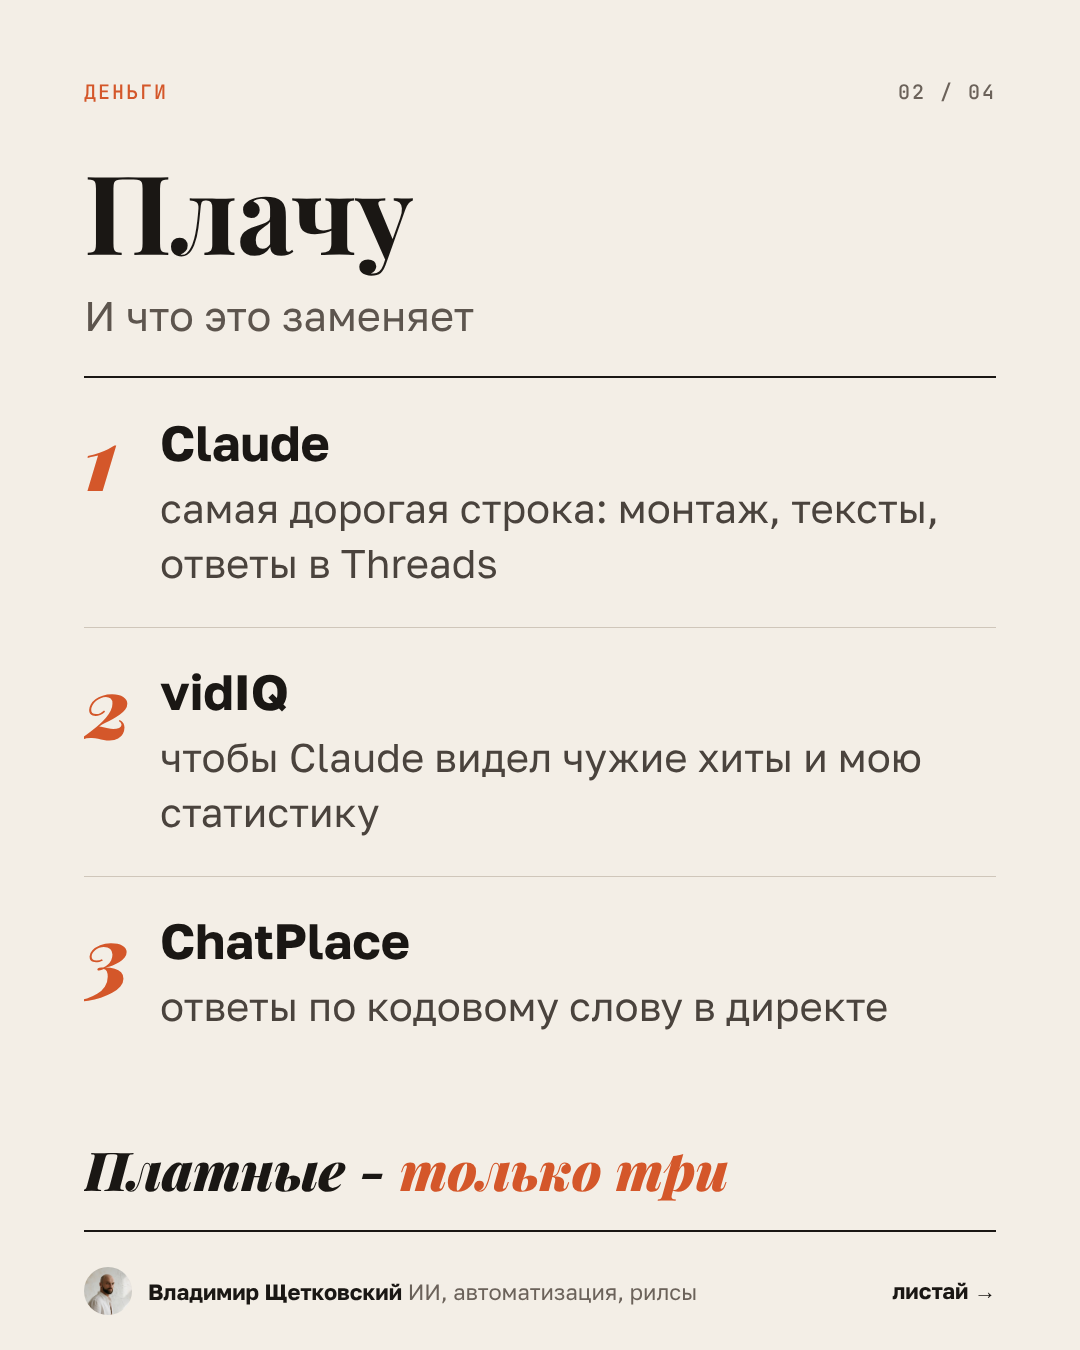 ДЕНЬГИ
02 / 04
Плачу
И что это заменяет
1
Claude
самая дорогая строка: монтаж, тексты,
ответы в Threads
2
vidIQ
чтобы Claude видел чужие хиты и мою
статистику
3
ChatPlace
ответы по кодовому слову в директе
Платные – только три
Владимир Щетковский ИИ, автоматизация, рилсы
листай →